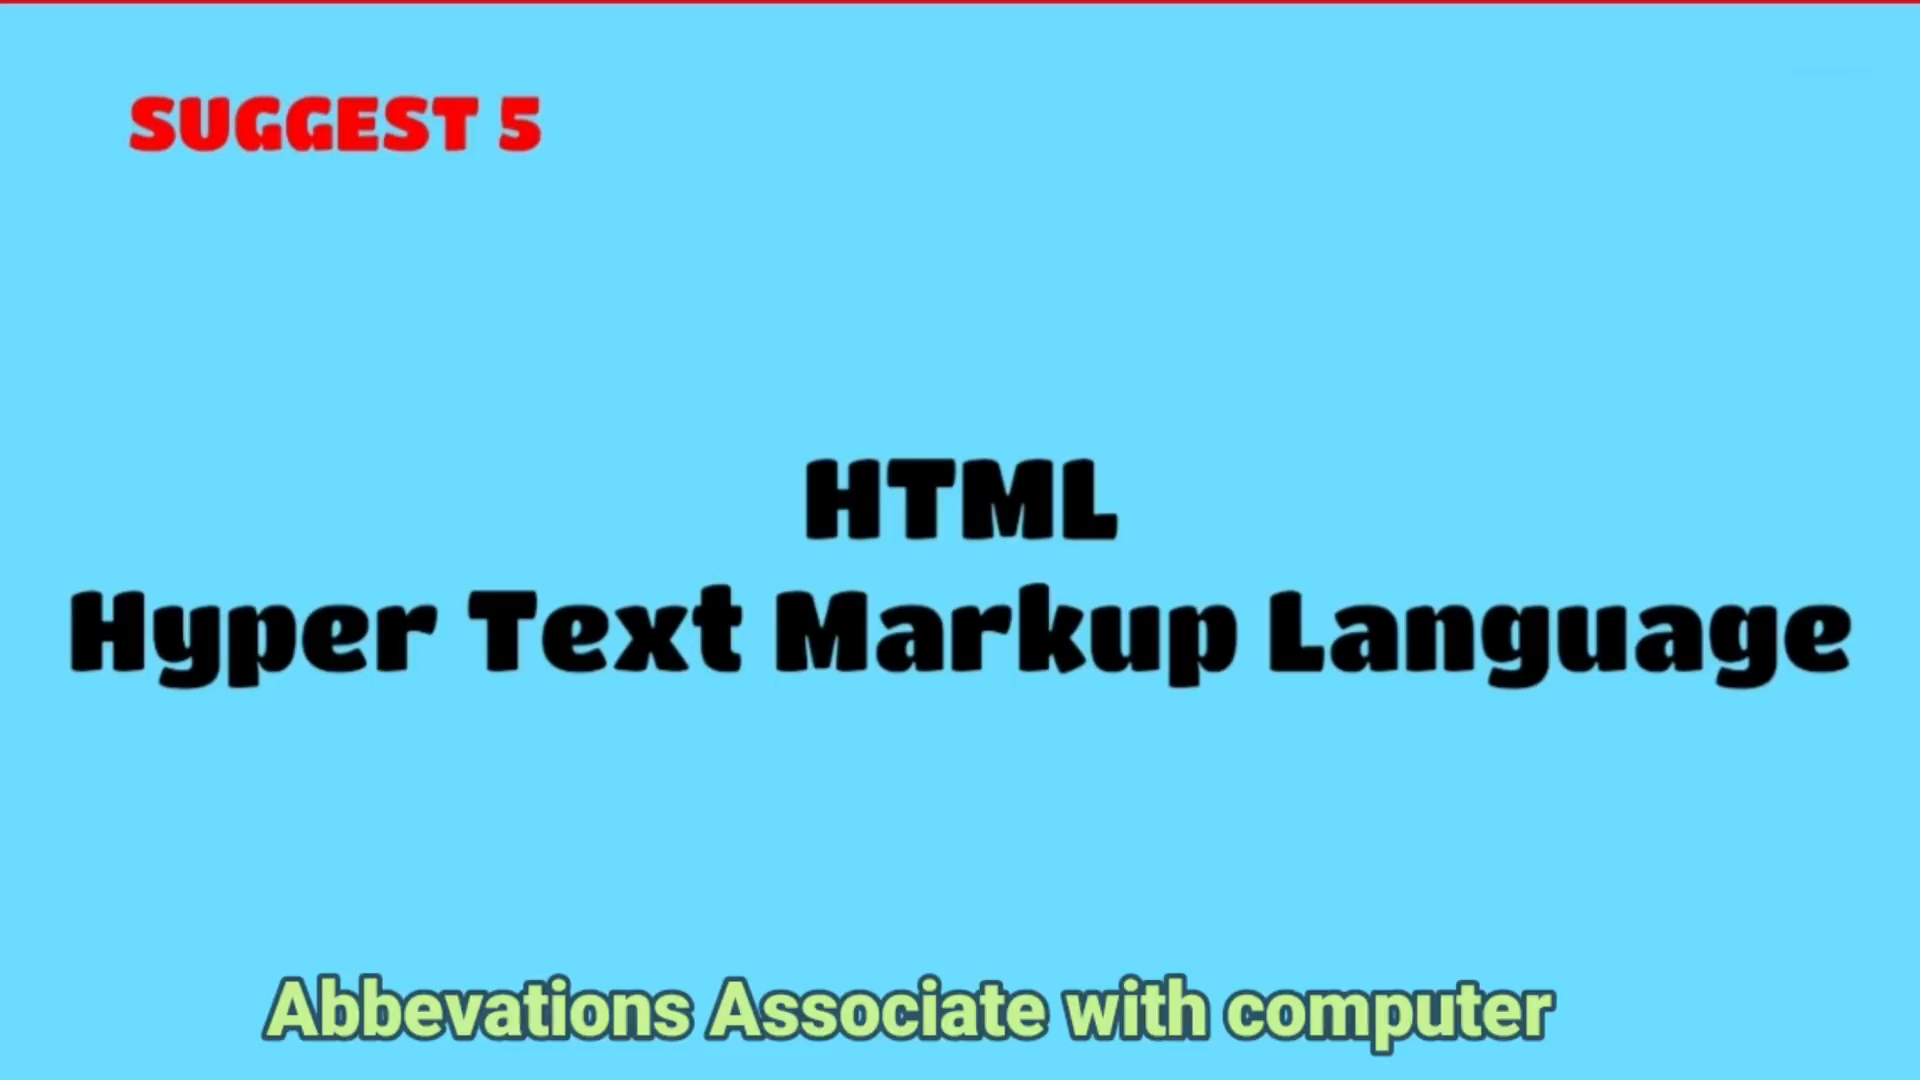 SUGGEST 5
HTML
Hyper Text Markup Language
Abbevations Associate with computer